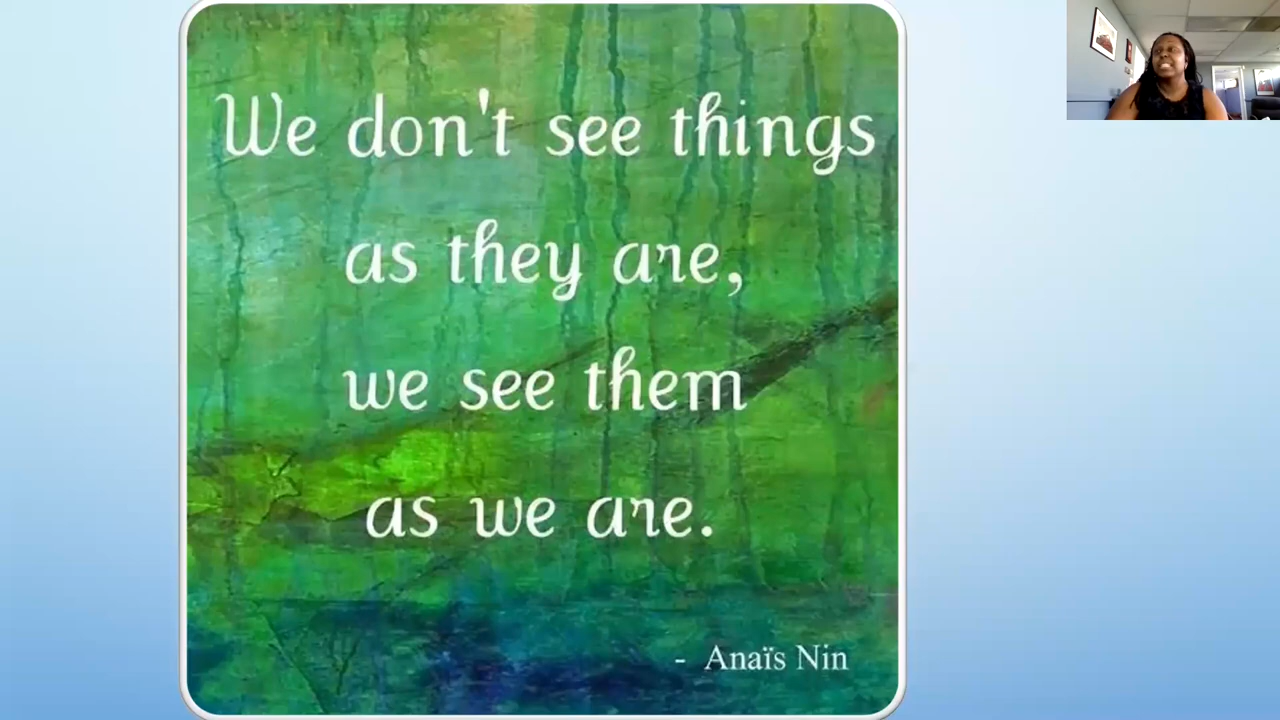 We don't see things
as they are,
we see them
as we are.
- Anaïs Nin